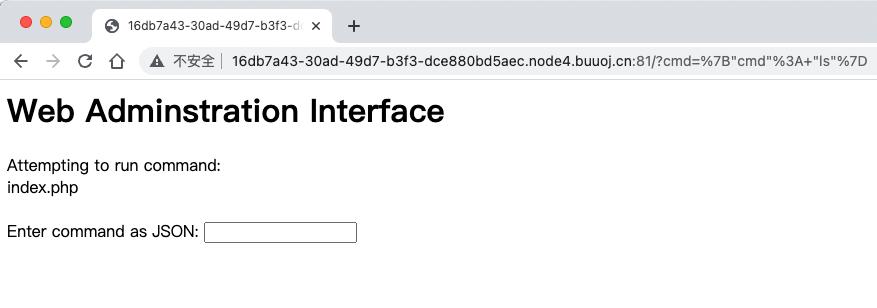 16db7a43-30ad-49d7-b3f3-dc
不安全 16db7a43-30ad-49d7-b3f3-dce880bd5aec.node4.buuoj.cn:81/?cmd=%7B"cmd"%3A+"ls"%7D
Web Adminstration Interface
Attempting to run command:
index.php
Enter command as JSON: